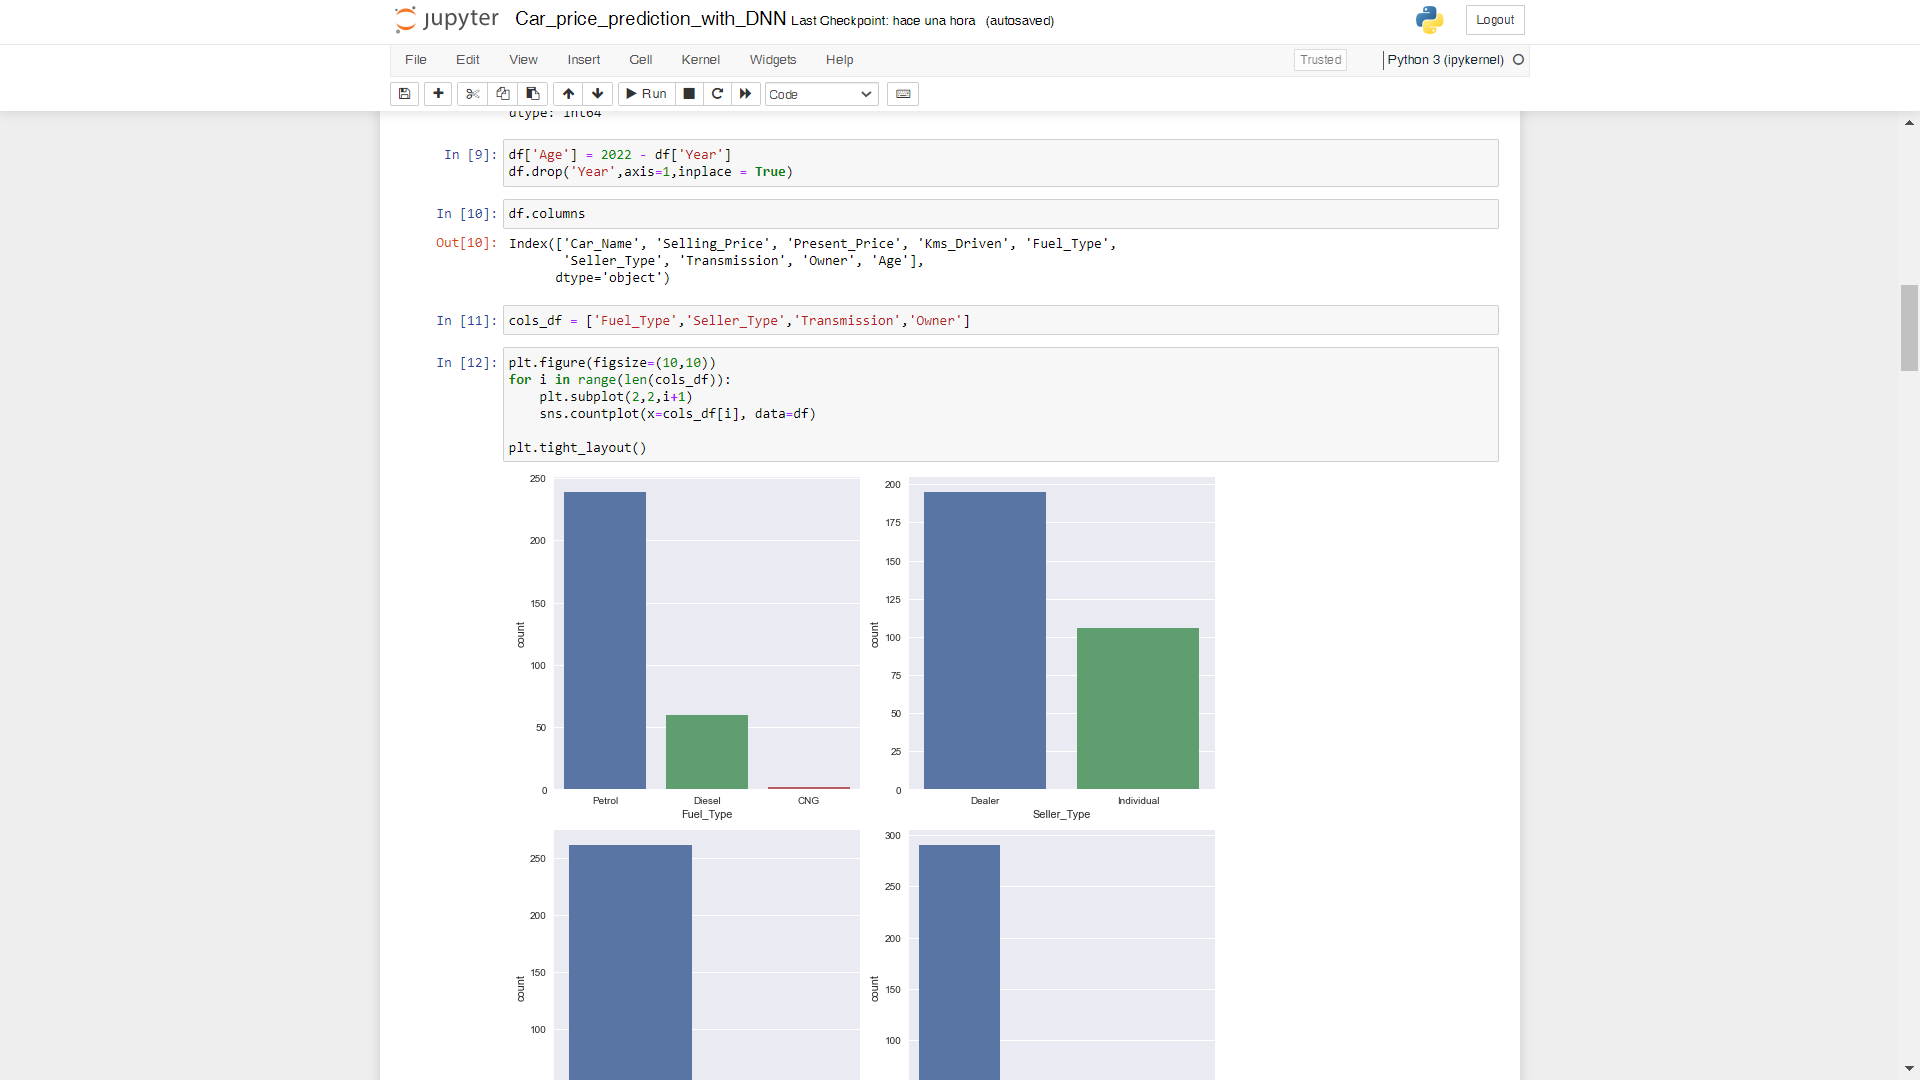 jupyter Car_price_prediction_with_DNN Last Checkpoint: hace una hora (autosaved) Logout
File Edit View Insert Cell Kernel Widgets Help Trusted Python 3 (ipykernel)
Run Code
dtype: int64
In [9]: df['Age'] = 2022 - df['Year']
df.drop('Year',axis=1,inplace = True)
In [10]: df.columns
Out[10]: Index(['Car_Name', 'Selling_Price', 'Present_Price', 'Kms_Driven', 'Fuel_Type',
'Seller_Type', 'Transmission', 'Owner', 'Age'],
dtype='object')
In [11]: cols_df = ['Fuel_Type','Seller_Type','Transmission','Owner']
In [12]: plt.figure(figsize=(10,10))
for i in range(len(cols_df)):
plt.subplot(2,2,i+1)
sns.countplot(x=cols_df[i], data=df)
plt.tight_layout()
250
200
150
100
50
0
count
Petrol Diesel CNG
Fuel_Type
200
175
150
125
100
75
50
25
0
count
Dealer Individual
Seller_Type
250
200
150
100
count
300
250
200
150
100
count